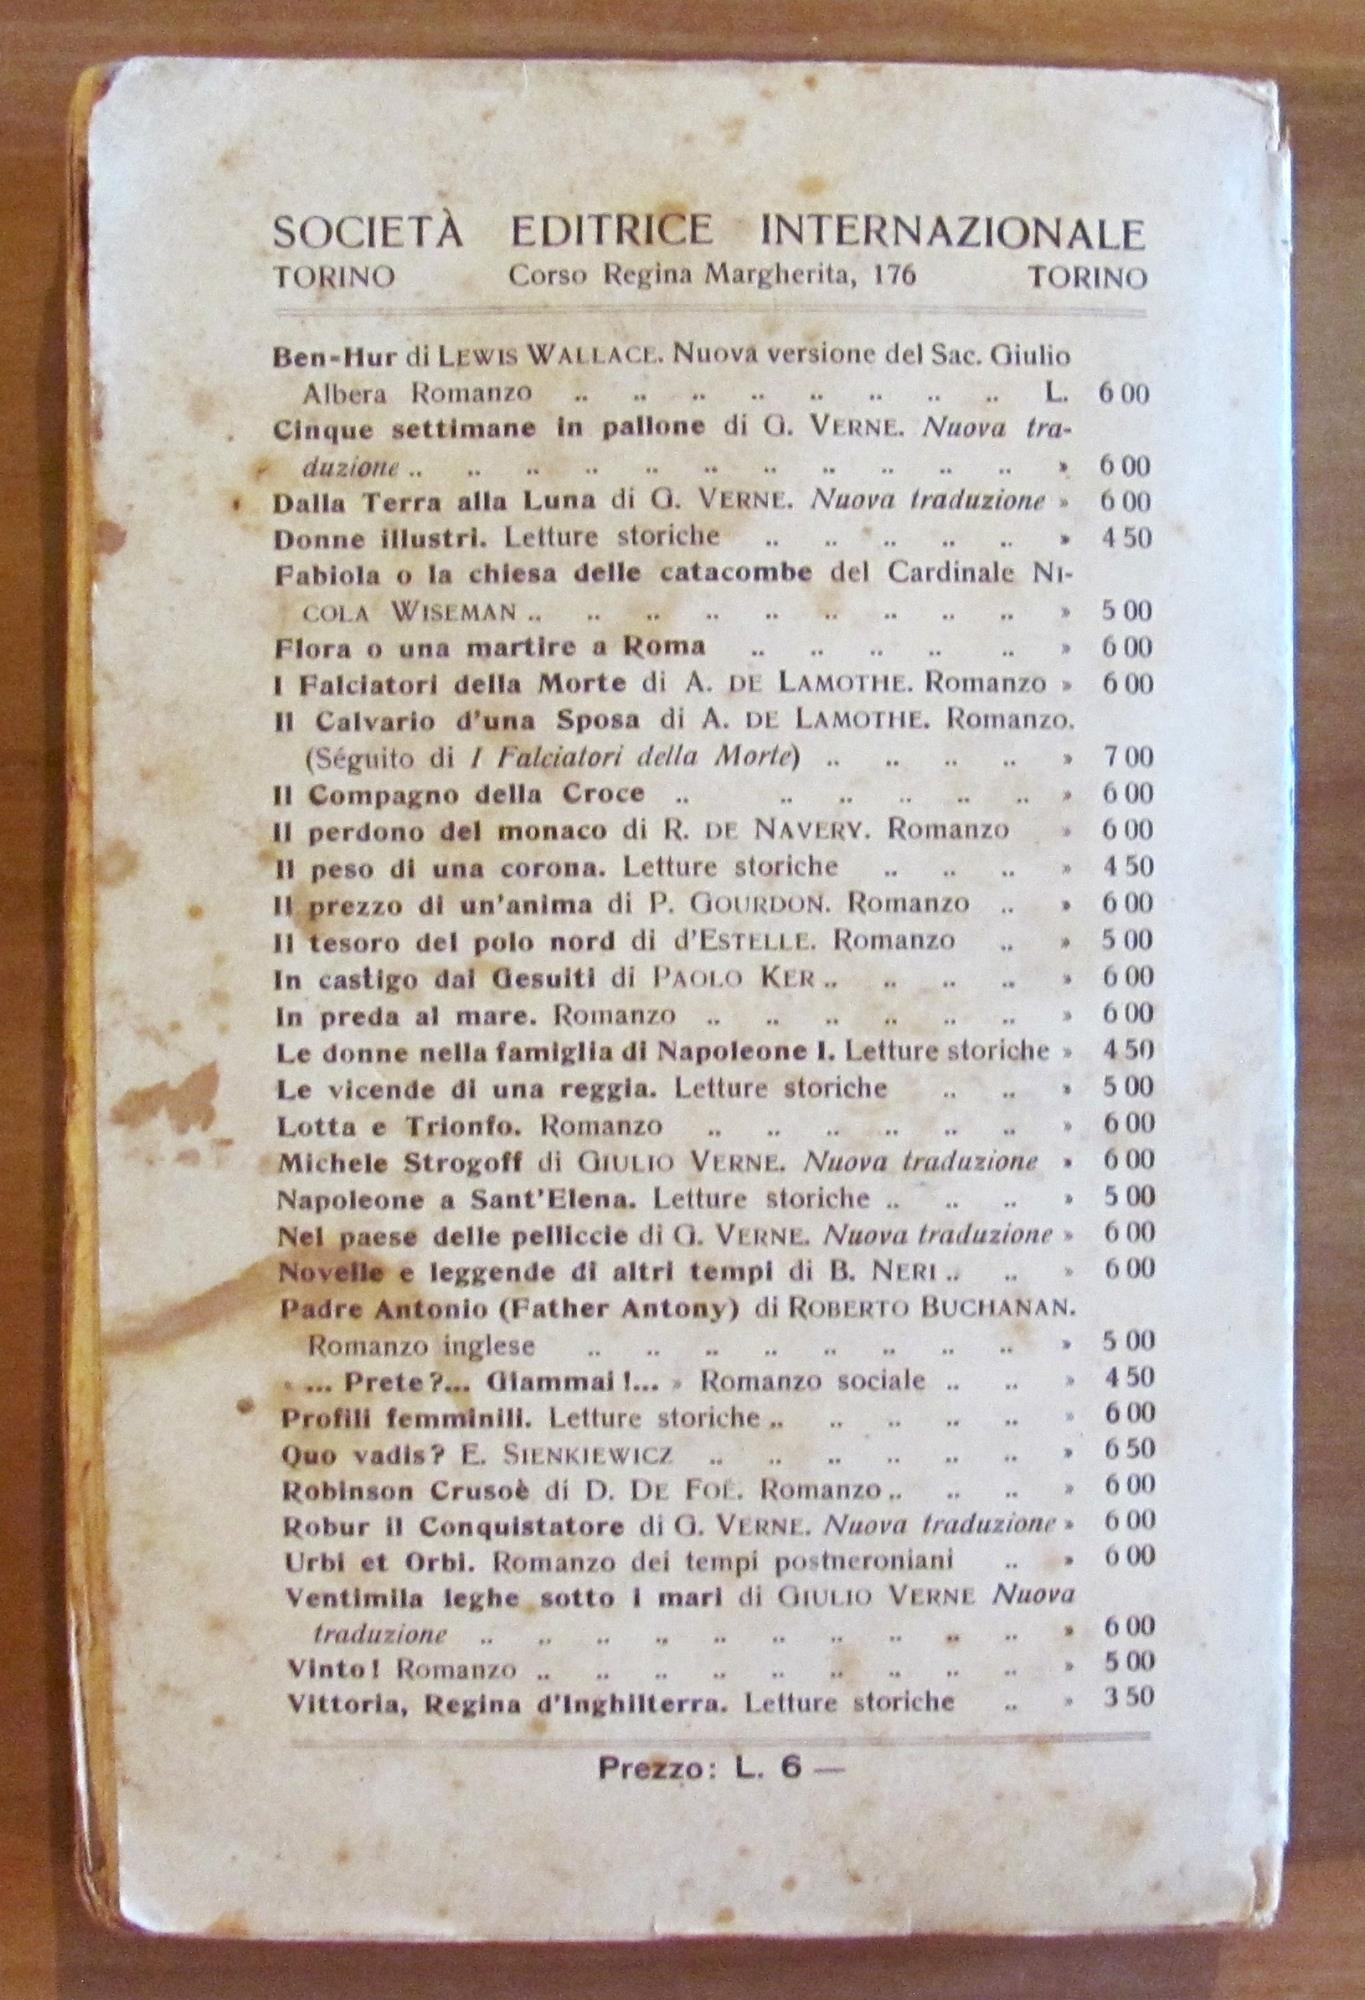 SOCIETÀ EDITRICE INTERNAZIONALE
TORINO Corso Regina Margherita, 176 TORINO
Ben-Hur di LEWIS WALLACE. Nuova versione del Sac. Giulio
Albera Romanzo .. .. .. .. .. .. .. .. L. 6 00
Cinque settimane in pallone di G. VERNE. Nuova tra-
duzione .. .. .. .. .. .. .. .. .. .. .. » 6 00
Dalla Terra alla Luna di G. VERNE. Nuova traduzione » 6 00
Donne illustri. Letture storiche .. .. .. .. .. » 4 50
Fabiola o la chiesa delle catacombe del Cardinale NI-
COLA WISEMAN .. .. .. .. .. .. .. .. .. » 5 00
Flora o una martire a Roma .. .. .. .. .. » 6 00
I Falciatori della Morte di A. DE LAMOTHE. Romanzo » 6 00
Il Calvario d'una Sposa di A. DE LAMOTHE. Romanzo.
(Séguito di I Falciatori della Morte) .. .. .. .. » 7 00
Il Compagno della Croce .. .. .. .. .. .. » 6 00
Il perdono del monaco di R. DE NAVERY. Romanzo » 6 00
Il peso di una corona. Letture storiche .. .. .. » 4 50
Il prezzo di un'anima di P. GOURDON. Romanzo .. » 6 00
Il tesoro del polo nord di d'ESTELLE. Romanzo .. » 5 00
In castigo dai Gesuiti di PAOLO KER .. .. .. .. » 6 00
In preda al mare. Romanzo .. .. .. .. .. .. » 6 00
Le donne nella famiglia di Napoleone I. Letture storiche » 4 50
Le vicende di una reggia. Letture storiche .. .. » 5 00
Lotta e Trionfo. Romanzo .. .. .. .. .. .. » 6 00
Michele Strogoff di GIULIO VERNE. Nuova traduzione » 6 00
Napoleone a Sant'Elena. Letture storiche .. .. .. » 5 00
Nel paese delle pelliccie di G. VERNE. Nuova traduzione » 6 00
Novelle e leggende di altri tempi di B. NERI .. .. » 6 00
Padre Antonio (Father Antony) di ROBERTO BUCHANAN.
Romanzo inglese .. .. .. .. .. .. .. .. » 5 00
« ... Prete?... Giammai!... » Romanzo sociale .. .. » 4 50
Profili femminili. Letture storiche .. .. .. .. .. » 6 00
Quo vadis? E. SIENKIEWICZ .. .. .. .. .. .. » 6 50
Robinson Crusoè di D. DE FOÈ. Romanzo .. .. .. » 6 00
Robur il Conquistatore di G. VERNE. Nuova traduzione » 6 00
Urbi et Orbi. Romanzo dei tempi postneroniani .. » 6 00
Ventimila leghe sotto i mari di GIULIO VERNE Nuova
traduzione .. .. .. .. .. .. .. .. .. .. » 6 00
Vinto! Romanzo .. .. .. .. .. .. .. .. .. » 5 00
Vittoria, Regina d'Inghilterra. Letture storiche .. » 3 50
Prezzo: L. 6 —